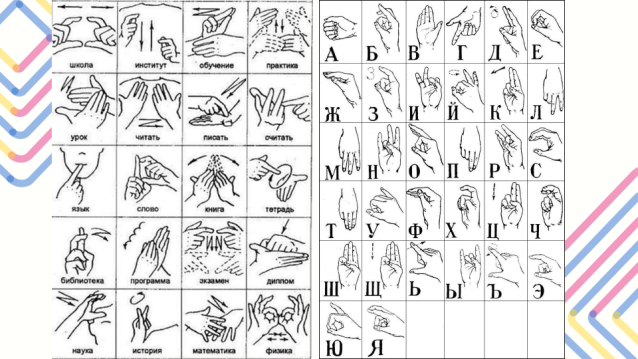 школа институт обучение практика
урок читать писать считать
язык слово книга тетрадь
библиотека программа экзамен диплом
наука история математика физика
А Б В Г Д Е
Ж З И Й К Л
М Н О П Р С
Т У Ф Х Ц Ч
Ш Щ Ь Ы Ъ Э
Ю Я